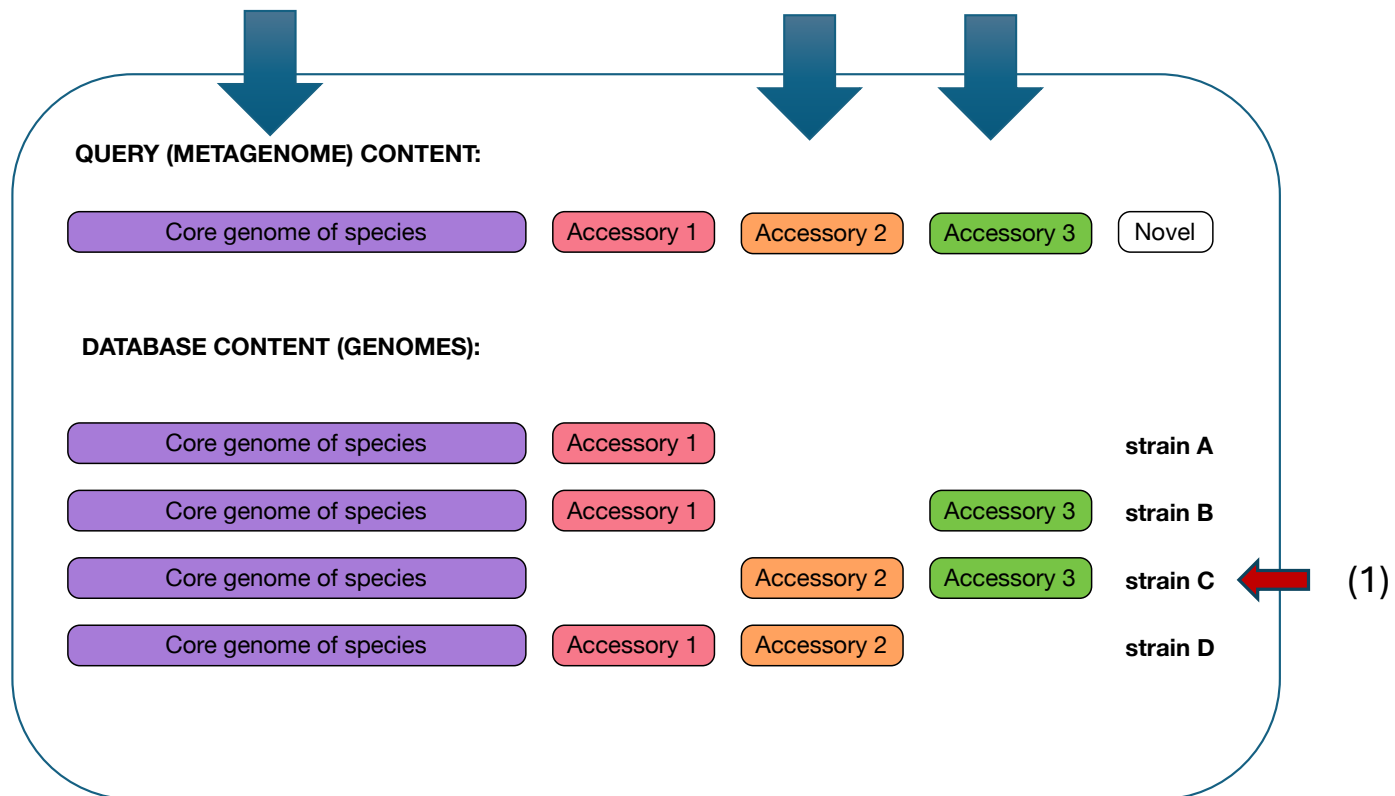 QUERY (METAGENOME) CONTENT:
Core genome of species Accessory 1 Accessory 2 Accessory 3 Novel
DATABASE CONTENT (GENOMES):
Core genome of species Accessory 1 strain A
Core genome of species Accessory 1 Accessory 3 strain B
Core genome of species Accessory 2 Accessory 3 strain C (1)
Core genome of species Accessory 1 Accessory 2 strain D